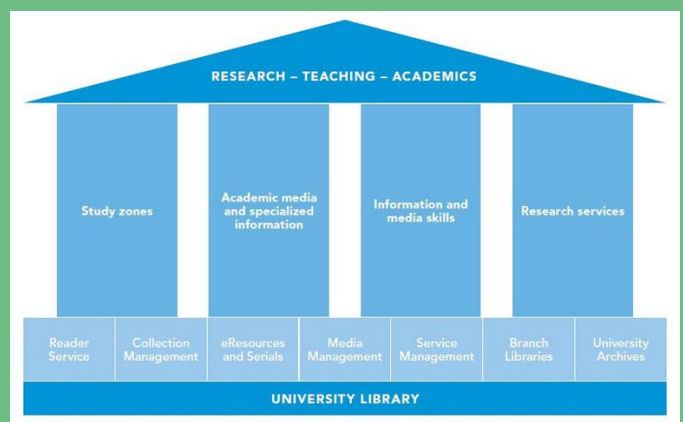 RESEARCH – TEACHING – ACADEMICS
Study zones
Academic media
and specialized
information
Information and
media skills
Research services
Reader
Service
Collection
Management
eResources
and Serials
Media
Management
Service
Management
Branch
Libraries
University
Archives
UNIVERSITY LIBRARY